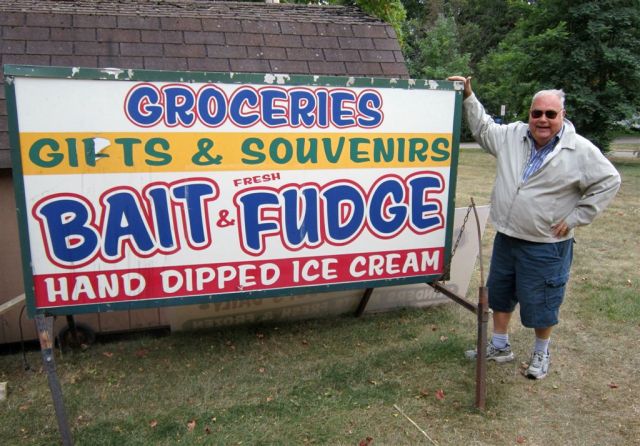 GROCERIES
GIFTS & SOUVENIRS
FRESH
BAIT & FUDGE
HAND DIPPED ICE CREAM